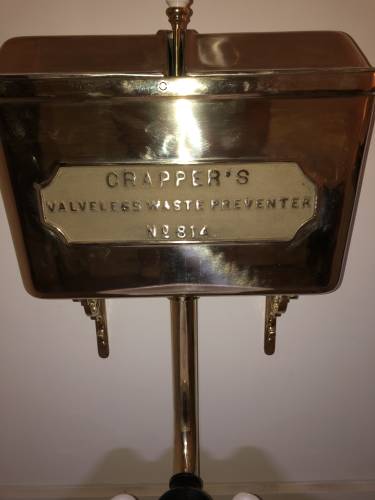 CRAPPER'S
VALVELESS WASTE PREVENTER
No 814